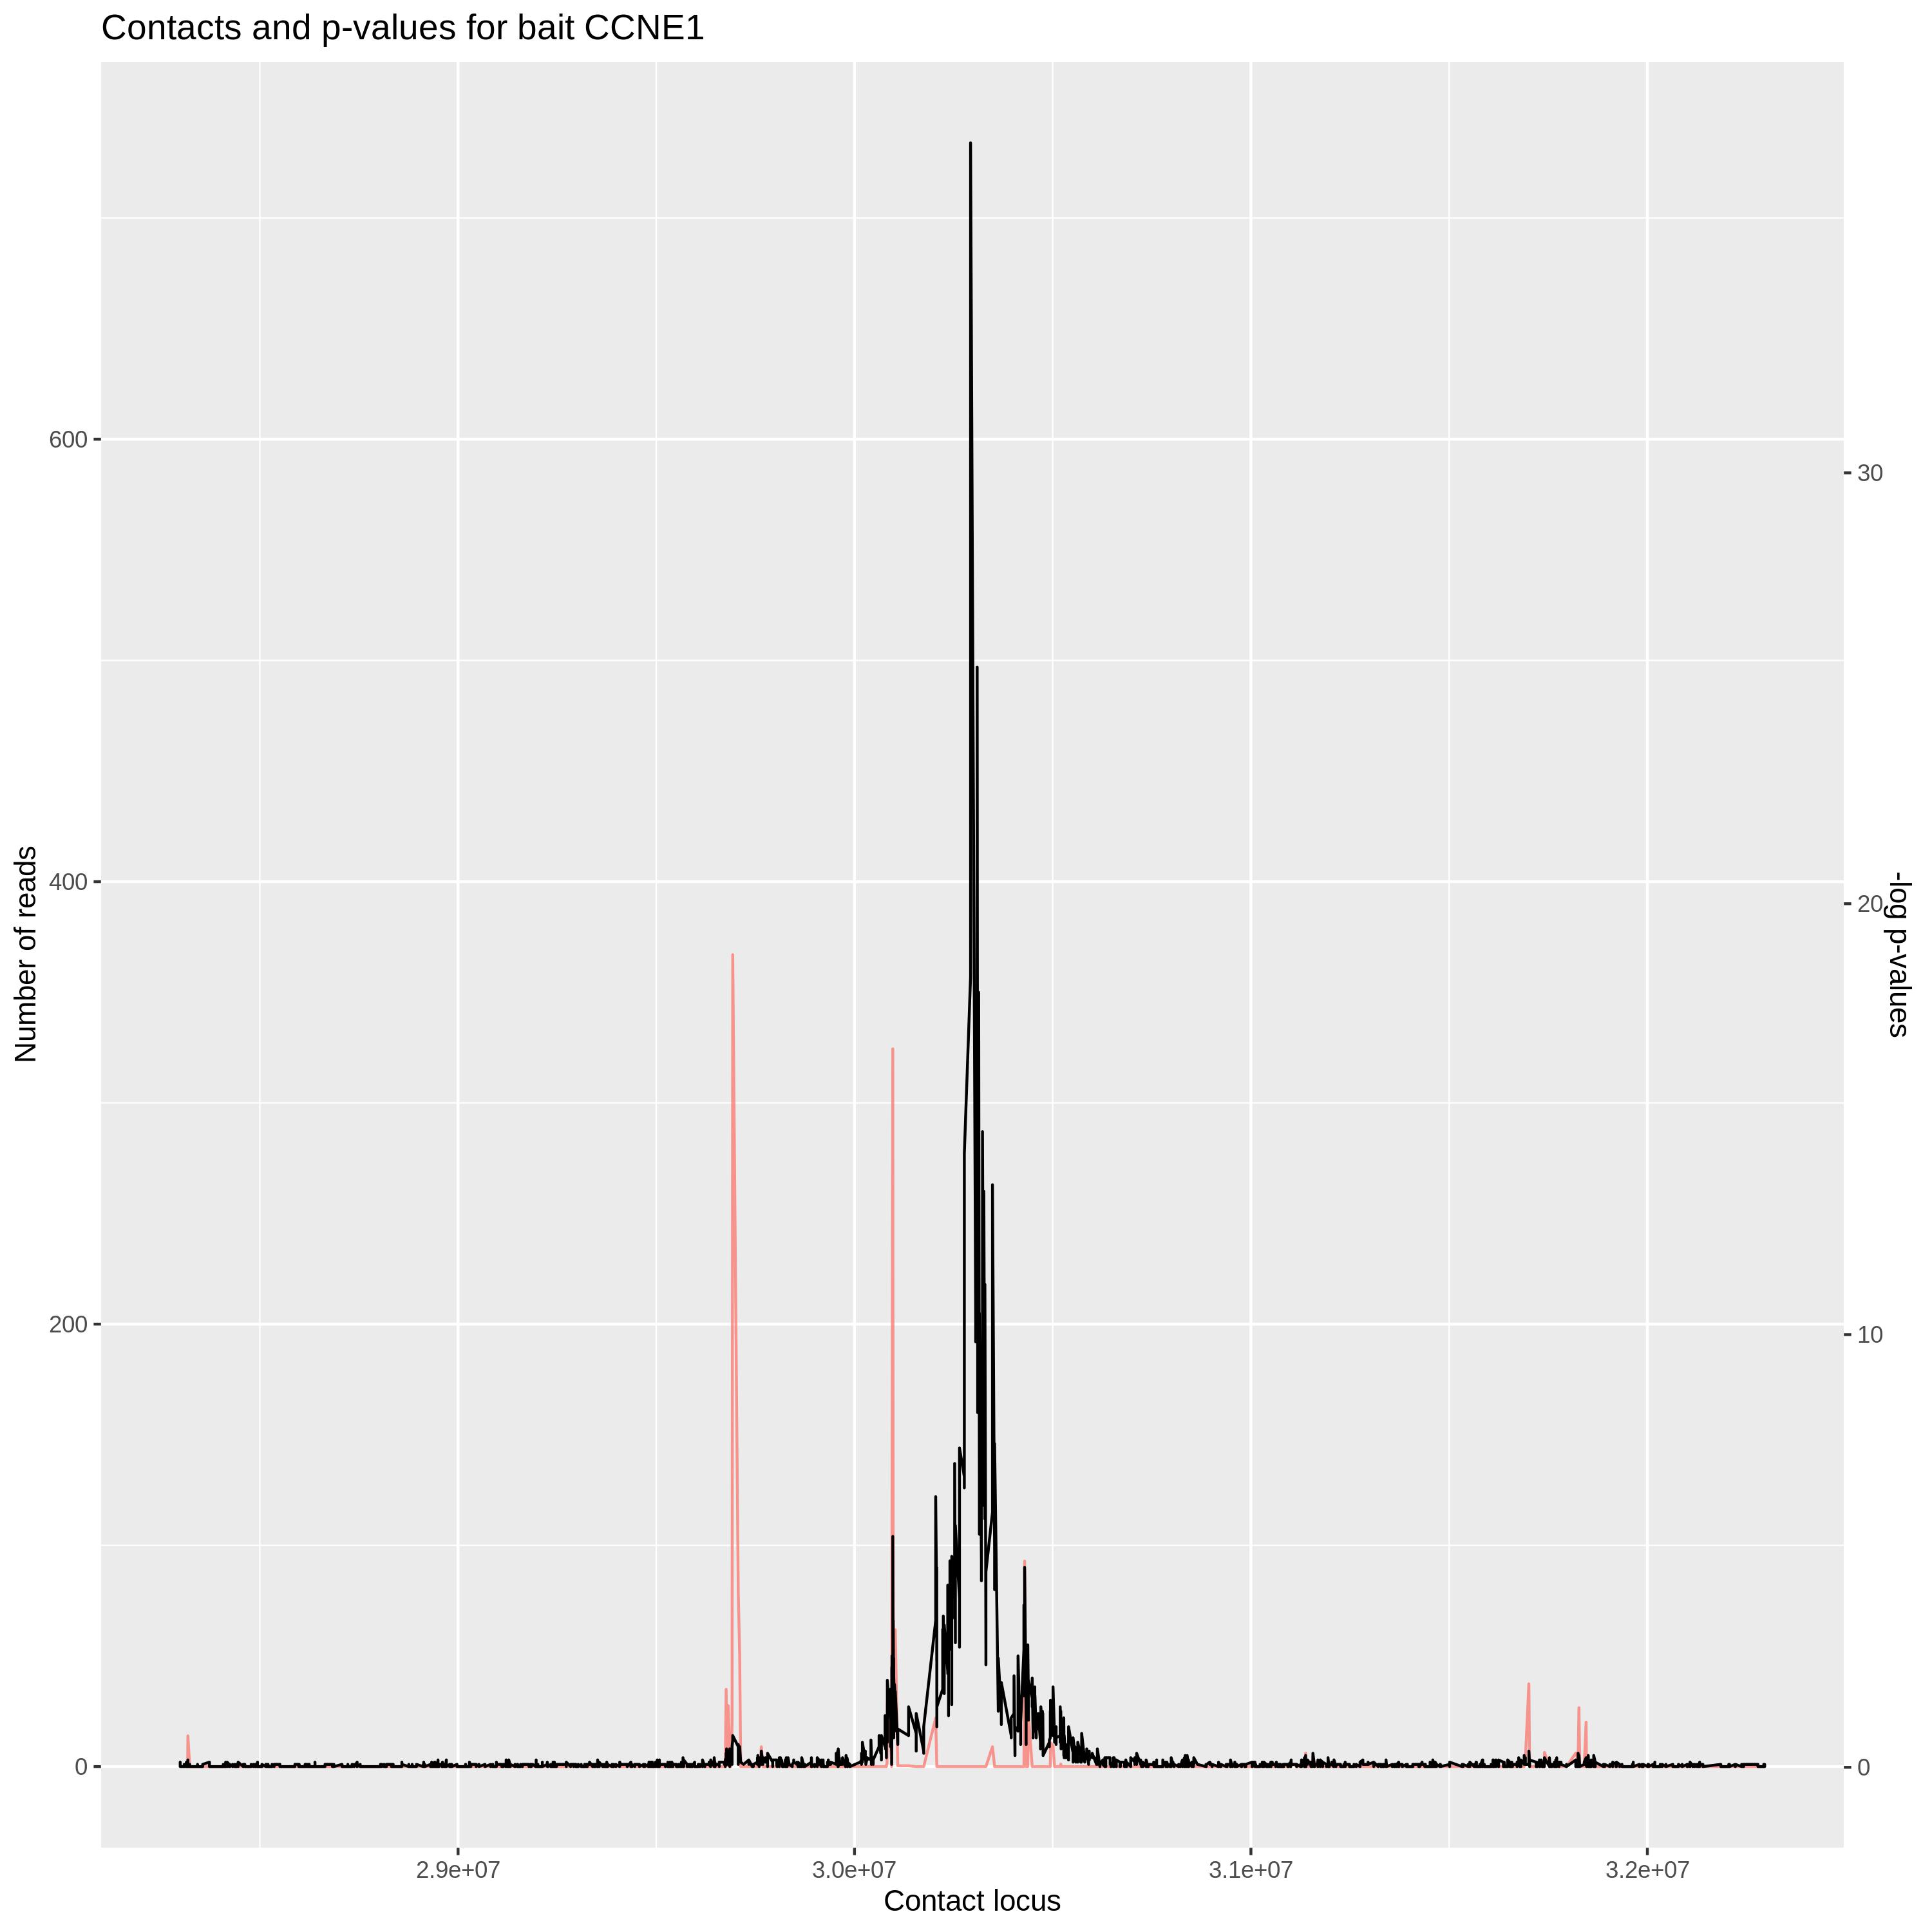 Contacts and p-values for bait CCNE1
Number of reads
600
400
200
0
30
20
10
0
-log p-values
2.9e+07
3.0e+07
3.1e+07
3.2e+07
Contact locus